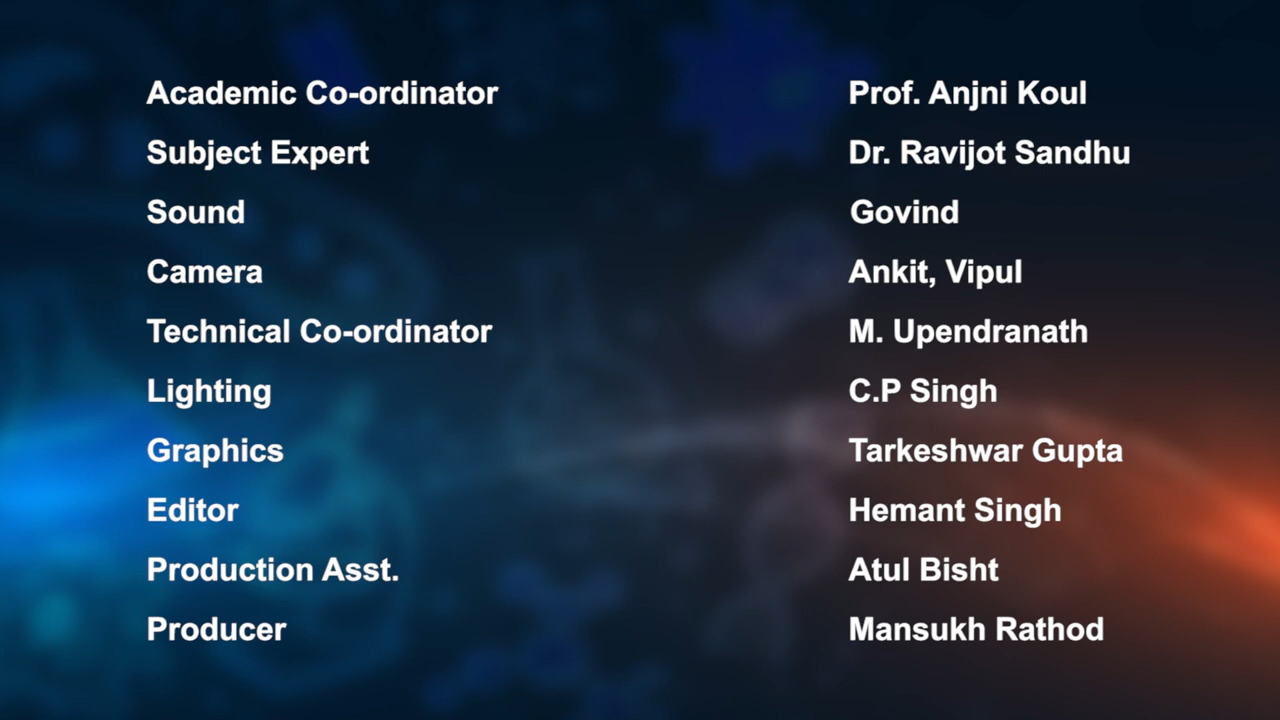 Academic Co-ordinator Prof. Anjni Koul
Subject Expert Dr. Ravijot Sandhu
Sound Govind
Camera Ankit, Vipul
Technical Co-ordinator M. Upendranath
Lighting C.P Singh
Graphics Tarkeshwar Gupta
Editor Hemant Singh
Production Asst. Atul Bisht
Producer Mansukh Rathod